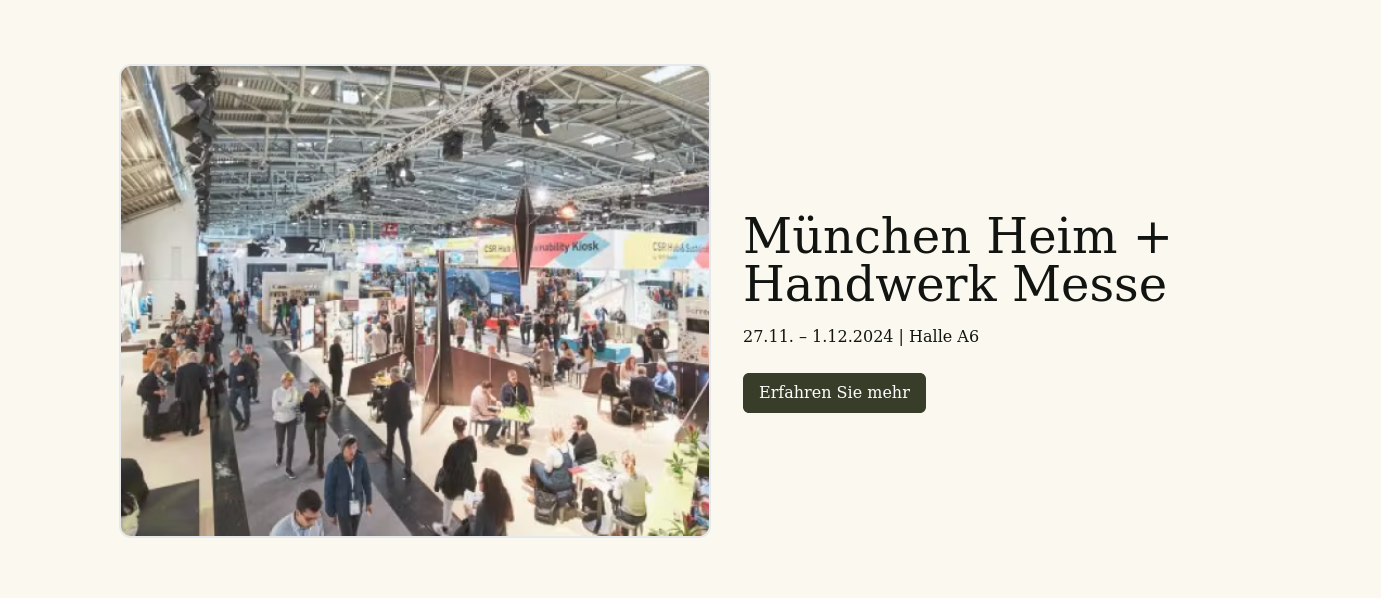 CSR Hub & Sustainability Kiosk
CSR Hub & Sustai
München Heim +
Handwerk Messe
27.11. – 1.12.2024 | Halle A6
Erfahren Sie mehr